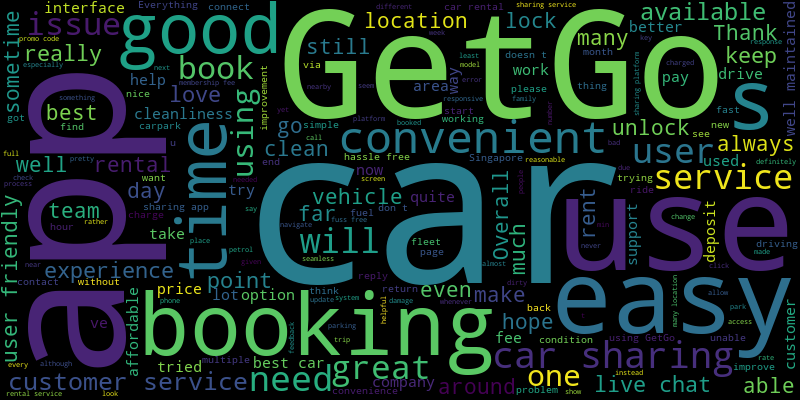 GetGo
car
app
use
easy
booking
good
time
convenient
will
s
user
service
car sharing
issue
book
really
sometime
interface
Everything
connect
different
car rental
sharing service
promo code
especially
location
lock
many
available
Thank
better
keep
drive
pay
still
via
area
way
work
doesn t
please
month
thing
key
response
well maintained
membership fee
next
nice
help
improvement
best
find
something
cleanliness
love
using
go
clean
simple
call
start
working
error
responsive
family
nearby
seem
least
model
week
platform
booked
hassle free
end
Singapore
unlock
see
new
fast
charged
sharing platform
reasonable
bad
always
used
definitely
got
carpark
u
well
rental
want
full
pretty
check
process
day
try
sharing app
now
quite
vehicle
far
fuel
don t
Overall
much
rent
trying
ride
due
people
number
support
deposit
change
driving
made
never
min
team
take
hour
rather
charge
place
navigate
fuss free
say
petrol
given
page
fleet
almost
click
experience
near
point
contact
without
lot
option
price
seamless
reply
return
even
make
hope
back
condition
fee
using GetGo
unable
allow
park
access
many location
customer
user friendly
affordable
ve
phone
think
update
system
damage
whenever
dirty
helpful
parking
trip
feedback
tried
multiple
best car
great
although
every
customer service
need
convenience
company
around
one
problem
show
instead
live chat
improve
rate
able
rental service
look
screen
yet